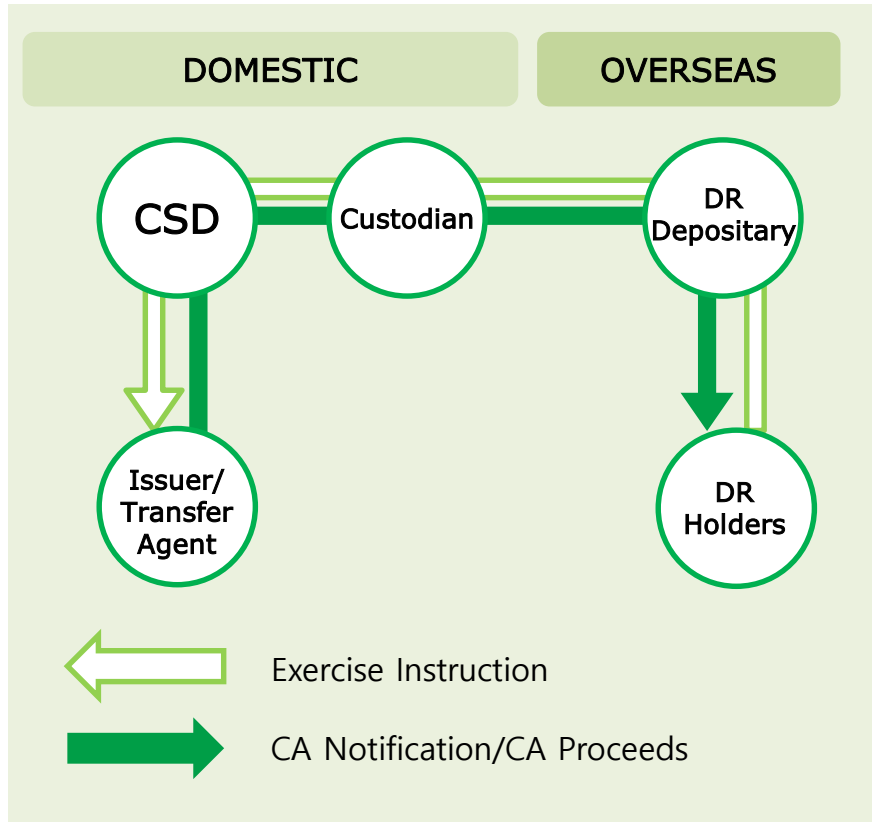 DOMESTIC
OVERSEAS
CSD
Custodian
DR
Depositary
Issuer/
Transfer
Agent
DR
Holders
Exercise Instruction
CA Notification/CA Proceeds